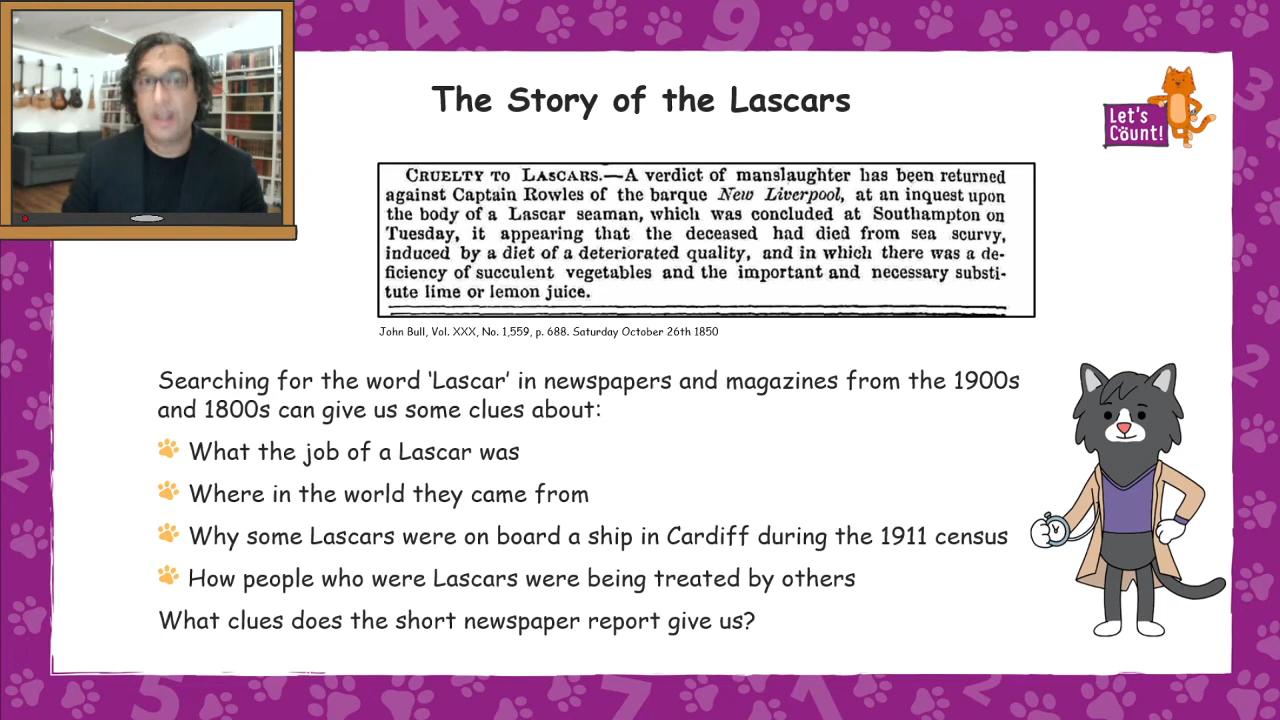 The Story of the Lascars
Let's
Count!
CRUELTY TO LASCARS.—A verdict of manslaughter has been returned
against Captain Rowles of the barque New Liverpool, at an inquest upon
the body of a Lascar seaman, which was concluded at Southampton on
Tuesday, it appearing that the deceased had died from sea scurvy,
induced by a diet of a deteriorated quality, and in which there was a de-
ficiency of succulent vegetables and the important and necessary substi-
tute lime or lemon juice.
John Bull, Vol. XXX, No. 1,559, p. 688. Saturday October 26th 1850
Searching for the word ‘Lascar’ in newspapers and magazines from the 1900s
and 1800s can give us some clues about:
What the job of a Lascar was
Where in the world they came from
Why some Lascars were on board a ship in Cardiff during the 1911 census
How people who were Lascars were being treated by others
What clues does the short newspaper report give us?